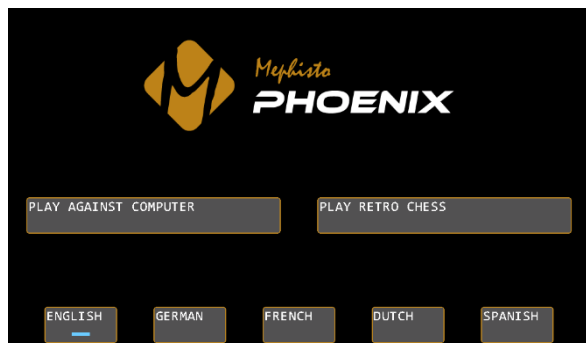 Mephisto
PHOENIX
PLAY AGAINST COMPUTER
PLAY RETRO CHESS
ENGLISH
GERMAN
FRENCH
DUTCH
SPANISH